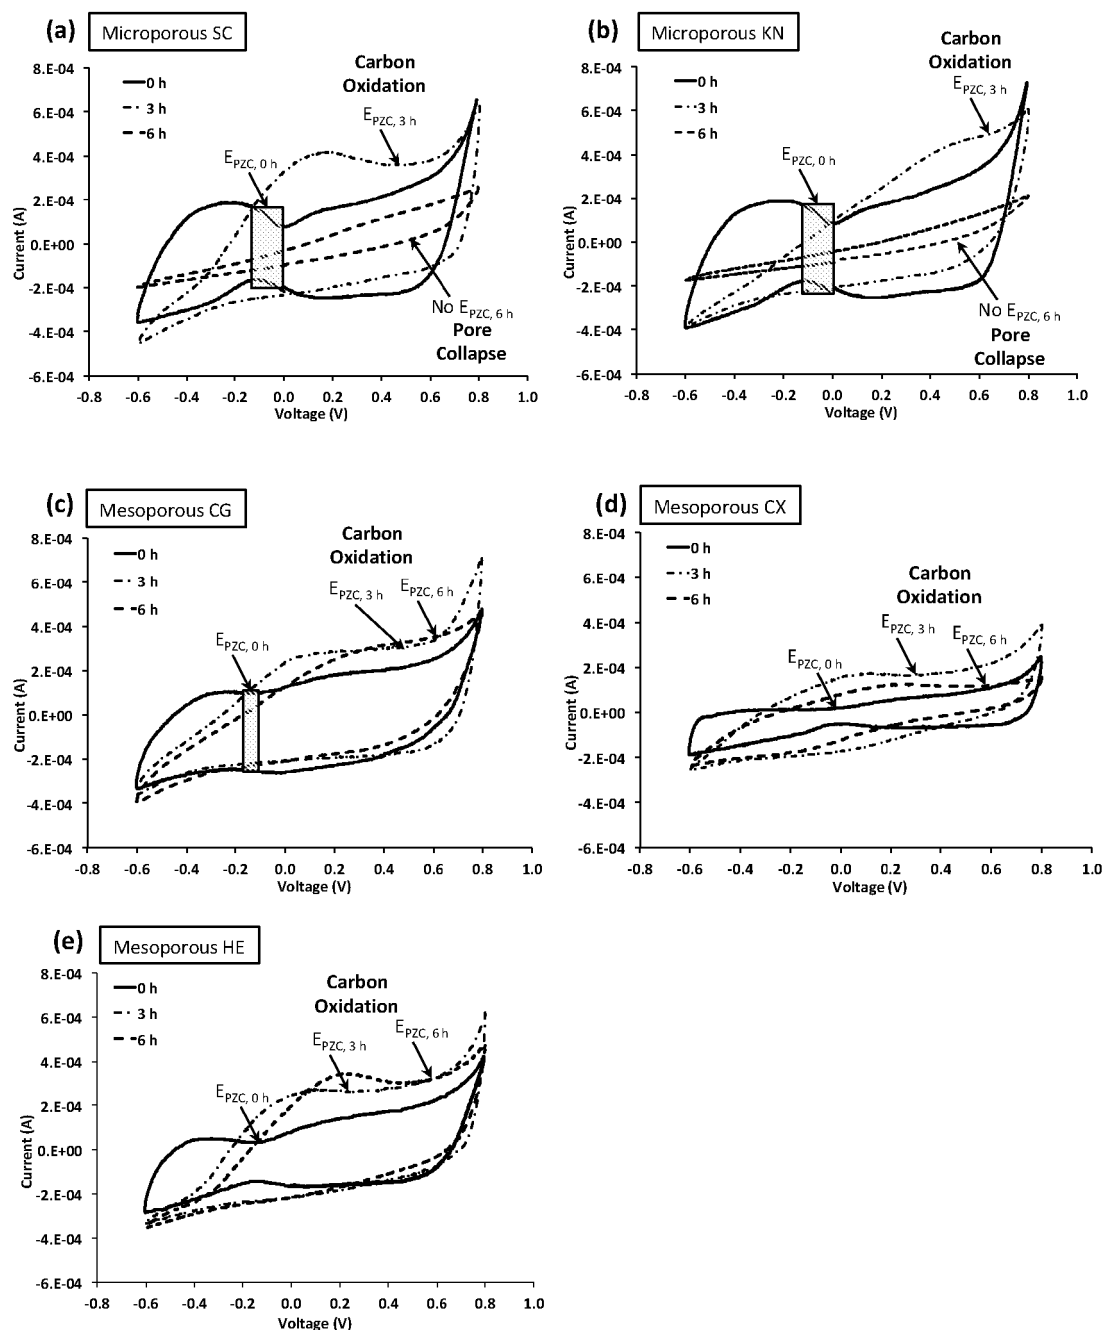 (a) Microporous SC
Carbon
Oxidation
8.E-04
6.E-04
4.E-04
2.E-04
0.E+00
-2.E-04
-4.E-04
-6.E-04
Current (A)
0 h
3 h
6 h
EPZC, 0 h
EPZC, 3 h
No EPZC, 6 h
Pore
Collapse
-0.8 -0.6 -0.4 -0.2 0.0 0.2 0.4 0.6 0.8 1.0
Voltage (V)
(b) Microporous KN
Carbon
Oxidation
8.E-04
6.E-04
4.E-04
2.E-04
0.E+00
-2.E-04
-4.E-04
-6.E-04
Current (A)
0 h
3 h
6 h
EPZC, 3 h
EPZC, 0 h
No EPZC, 6 h
Pore
Collapse
-0.8 -0.6 -0.4 -0.2 0.0 0.2 0.4 0.6 0.8 1.0
Voltage (V)
(c) Mesoporous CG
Carbon
Oxidation
8.E-04
6.E-04
4.E-04
2.E-04
0.E+00
-2.E-04
-4.E-04
-6.E-04
Current (A)
0 h
3 h
6 h
EPZC, 3 h
EPZC, 6 h
EPZC, 0 h
-0.8 -0.6 -0.4 -0.2 0.0 0.2 0.4 0.6 0.8 1.0
Voltage (V)
(d) Mesoporous CX
Carbon
Oxidation
8.E-04
6.E-04
4.E-04
2.E-04
0.E+00
-2.E-04
-4.E-04
-6.E-04
Current (A)
0 h
3 h
6 h
EPZC, 3 h
EPZC, 6 h
EPZC, 0 h
-0.8 -0.6 -0.4 -0.2 0.0 0.2 0.4 0.6 0.8 1.0
Voltage (V)
(e) Mesoporous HE
Carbon
Oxidation
8.E-04
6.E-04
4.E-04
2.E-04
0.E+00
-2.E-04
-4.E-04
-6.E-04
Current (A)
0 h
3 h
6 h
EPZC, 3 h
EPZC, 6 h
EPZC, 0 h
-0.8 -0.6 -0.4 -0.2 0.0 0.2 0.4 0.6 0.8 1.0
Voltage (V)